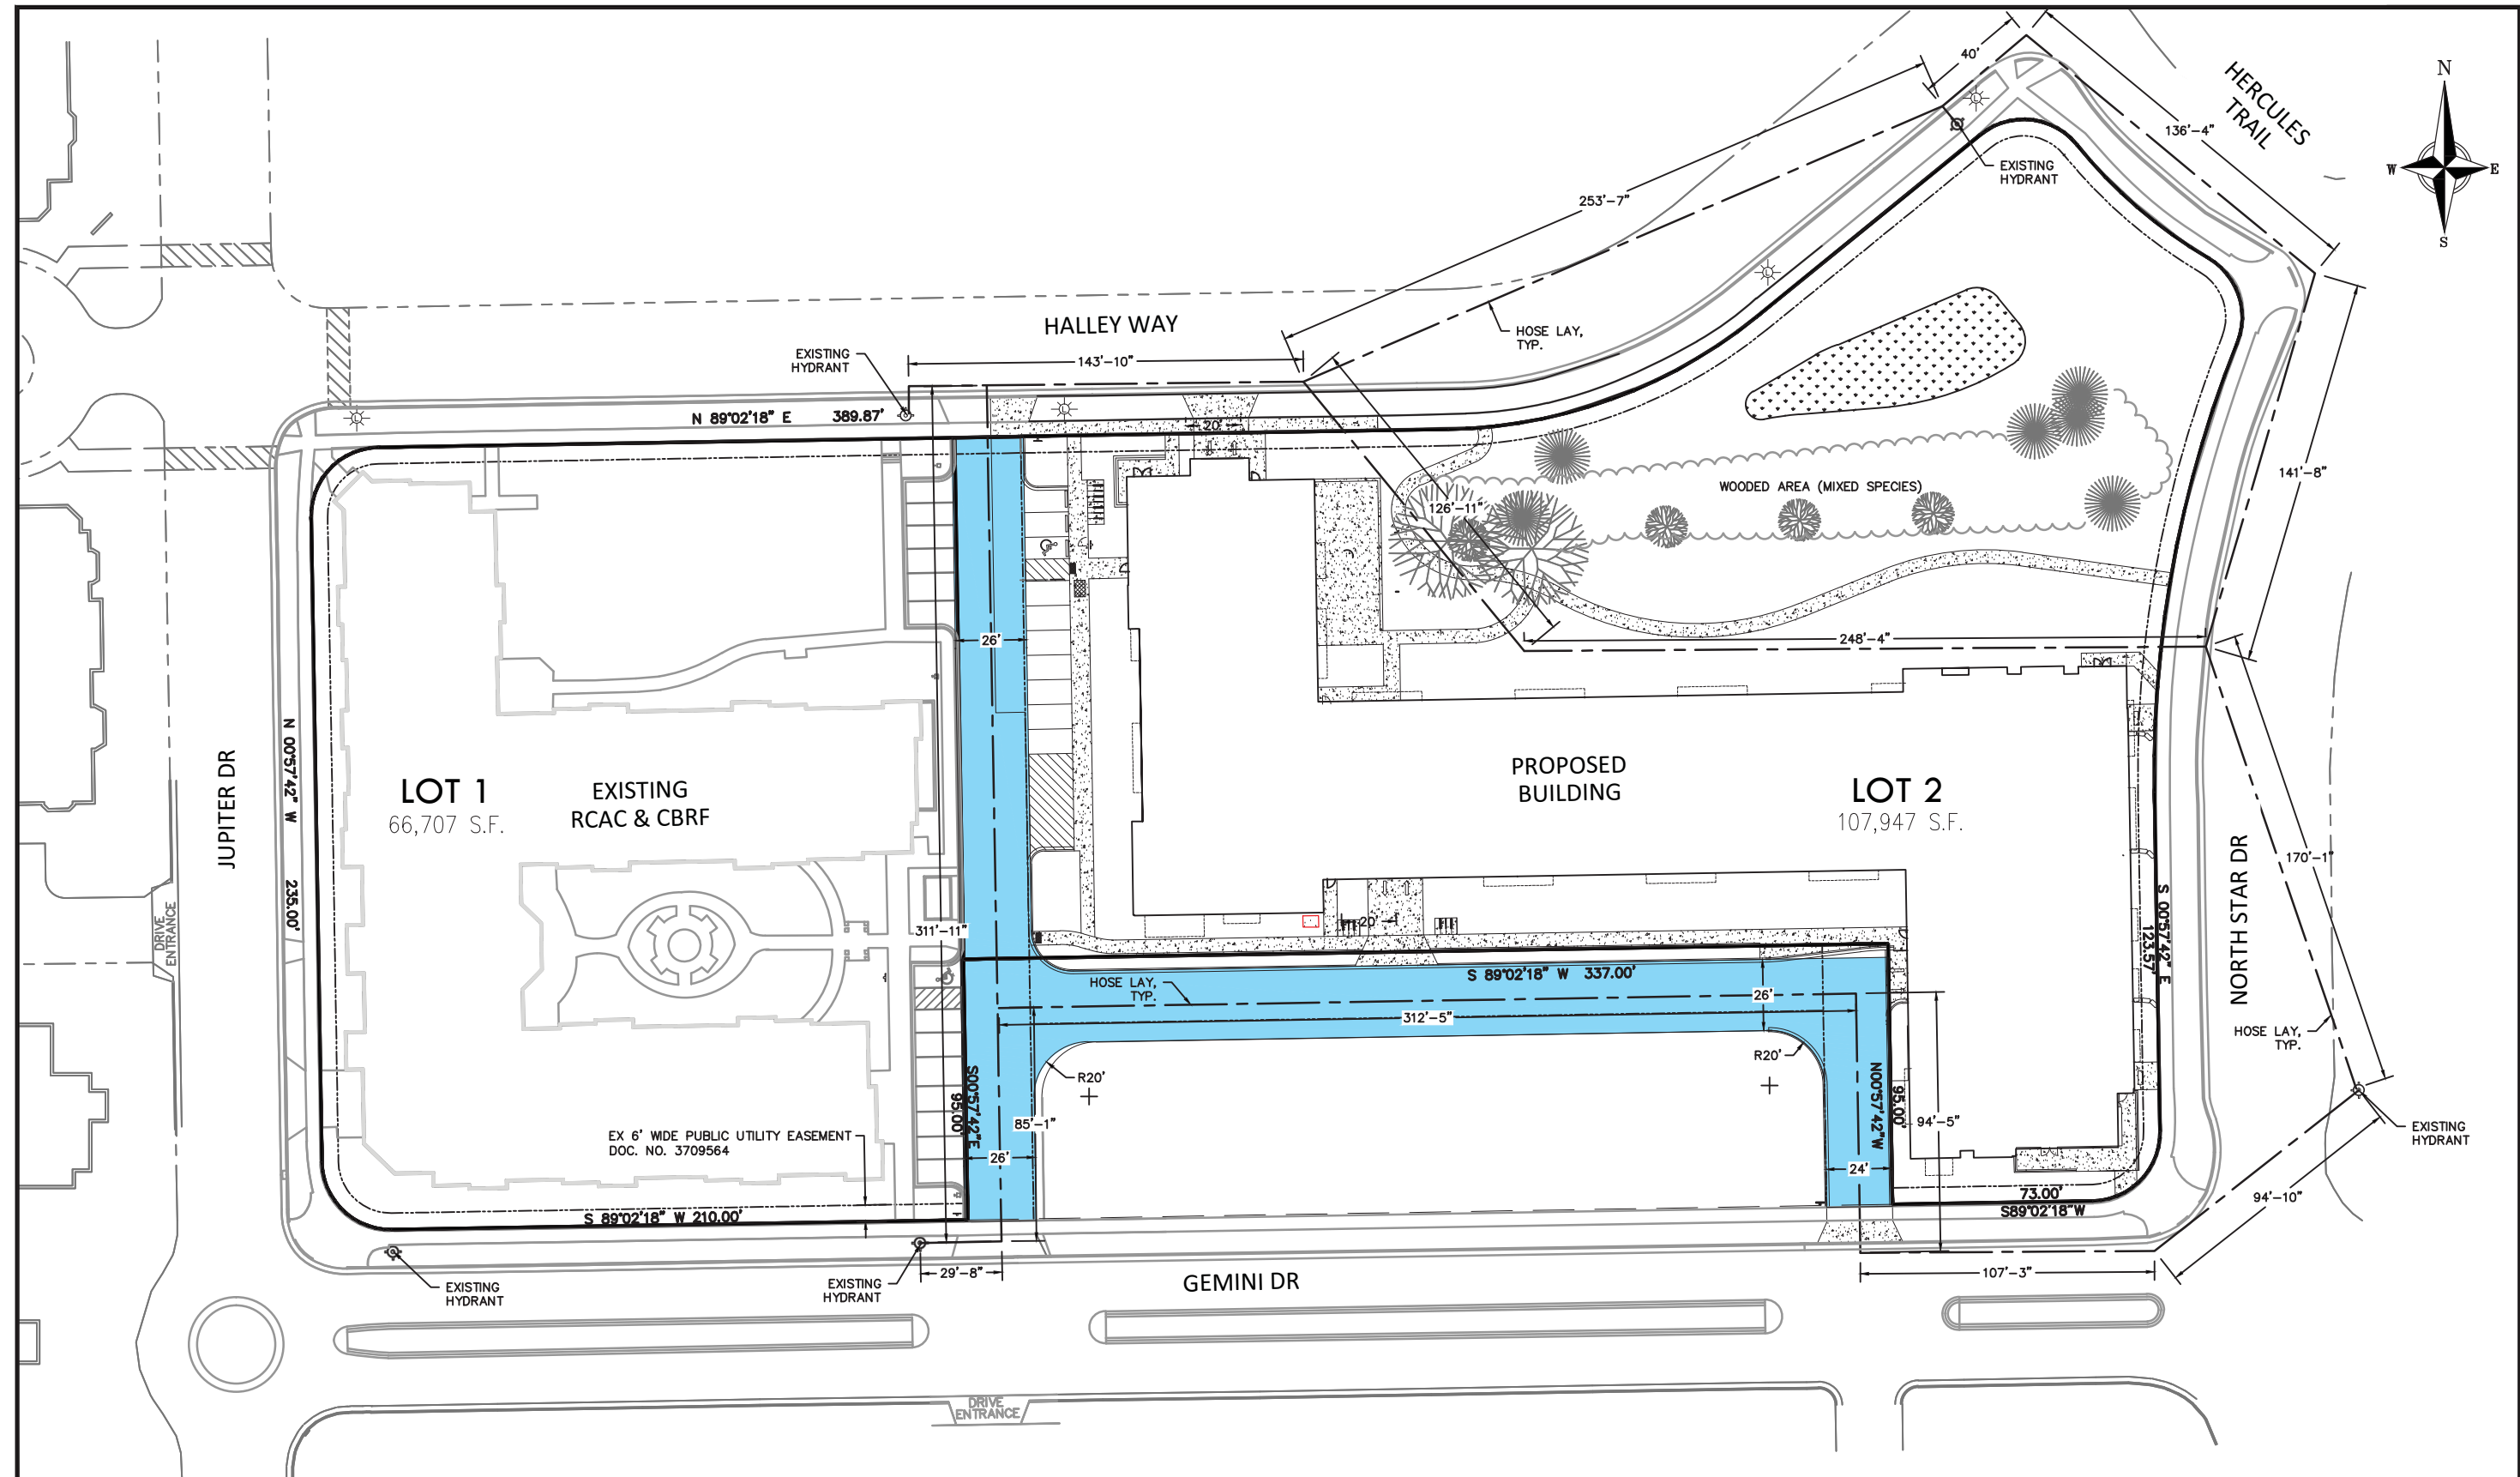 40'
HERCULES
TRAIL
N
W
E
S
136'-4"
EXISTING
HYDRANT
253'-7"
HALLEY WAY
HOSE LAY,
TYP.
EXISTING
HYDRANT
143'-10"
N 89°02'18" E 389.87'
20'
141'-8"
WOODED AREA (MIXED SPECIES)
126'-11"
26'
248'-4"
N 00°57'42" W 235.00'
JUPITER DR
LOT 1
66,707 S.F.
EXISTING
RCAC & CBRF
PROPOSED
BUILDING
LOT 2
107,947 S.F.
NORTH STAR DR
170'-1"
S 00°57'42" E
123.57'
DRIVE
ENTRANCE
311'-11"
20'
HOSE LAY,
TYP.
S 89°02'18" W 337.00'
26'
312'-5"
HOSE LAY,
TYP.
R20'
R20'
S00°57'42"E
95.00'
85'-1"
N00°57'42"W
95.00'
94'-5"
EXISTING
HYDRANT
EX 6' WIDE PUBLIC UTILITY EASEMENT
DOC. NO. 3709564
26'
24'
73.00'
S89°02'18"W
94'-10"
S 89°02'18" W 210.00'
EXISTING
HYDRANT
EXISTING
HYDRANT
29'-8"
GEMINI DR
107'-3"
DRIVE
ENTRANCE